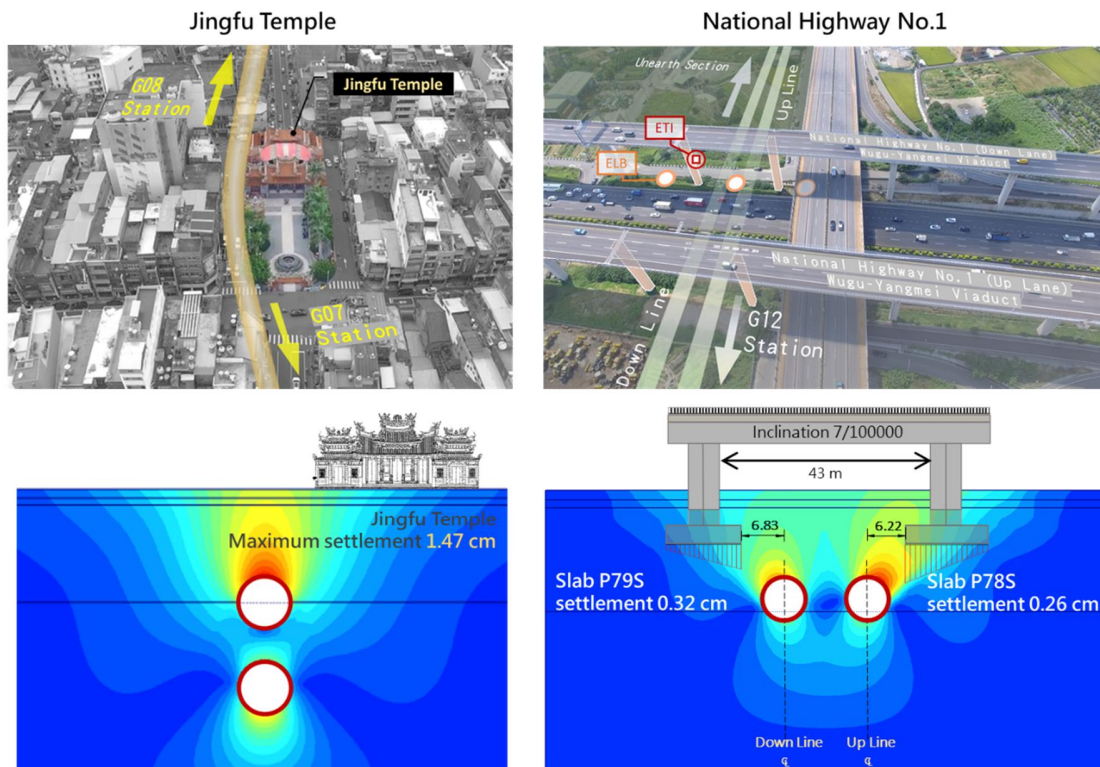 Jingfu Temple
National Highway No.1
G08
Station
Jingfu Temple
G07
Station
Unearth Section
Up Line
ETI
ELB
National Highway No.1 (Down Lane)
Wugu-Yangmei Viaduct
National Highway No.1 (Up Lane)
Wugu-Yangmei Viaduct
G12
Station
Down Line
Jingfu Temple
Maximum settlement 1.47 cm
Inclination 7/100000
43 m
6.83
6.22
Slab P79S
settlement 0.32 cm
Slab P78S
settlement 0.26 cm
Down Line
℄
Up Line
℄